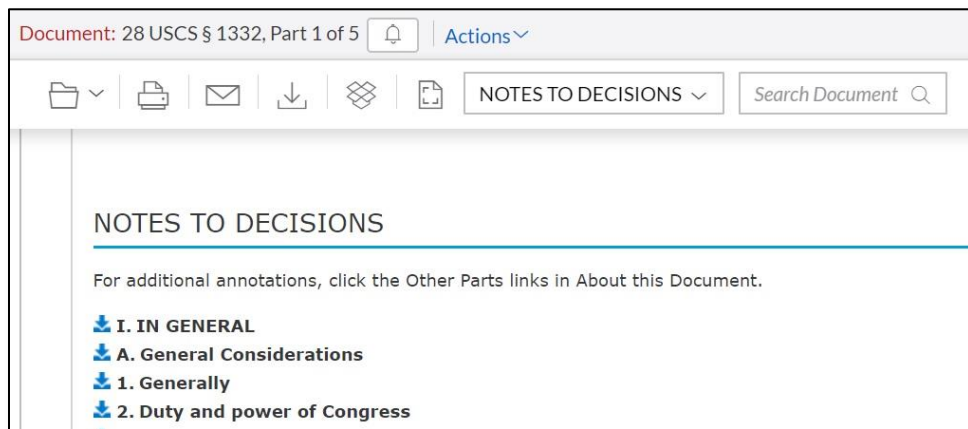 Document: 28 USCS § 1332, Part 1 of 5
Actions
NOTES TO DECISIONS
Search Document
NOTES TO DECISIONS
For additional annotations, click the Other Parts links in About this Document.
I. IN GENERAL
A. General Considerations
1. Generally
2. Duty and power of Congress